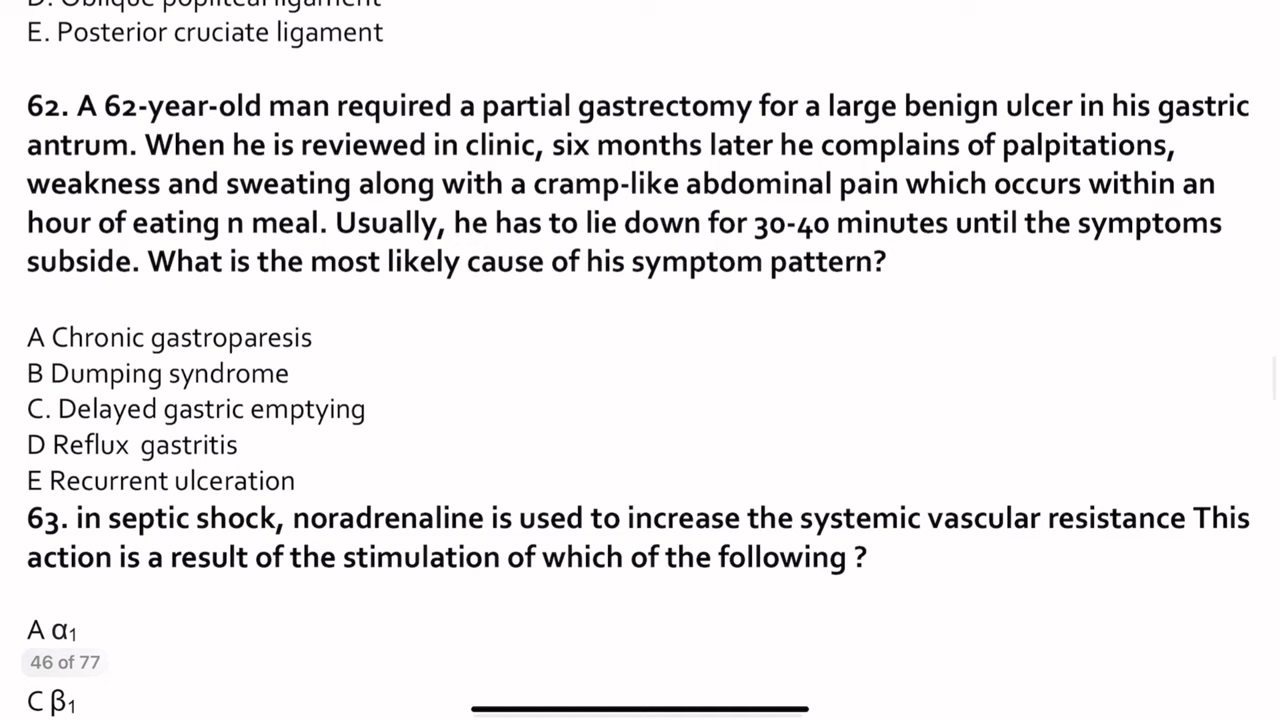 D. Oblique popliteal ligament
E. Posterior cruciate ligament
62. A 62-year-old man required a partial gastrectomy for a large benign ulcer in his gastric
antrum. When he is reviewed in clinic, six months later he complains of palpitations,
weakness and sweating along with a cramp-like abdominal pain which occurs within an
hour of eating n meal. Usually, he has to lie down for 30-40 minutes until the symptoms
subside. What is the most likely cause of his symptom pattern?
A Chronic gastroparesis
B Dumping syndrome
C. Delayed gastric emptying
D Reflux gastritis
E Recurrent ulceration
63. in septic shock, noradrenaline is used to increase the systemic vascular resistance This
action is a result of the stimulation of which of the following ?
A α₁
46 of 77
C β₁